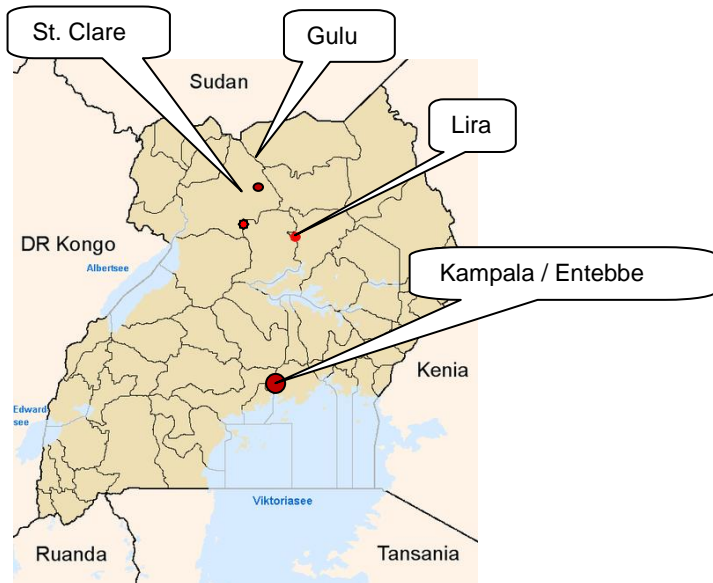 St. Clare
Gulu
Sudan
Lira
DR Kongo
Albertsee
Kampala / Entebbe
Kenia
Edward
see
Viktoriasee
Ruanda
Tansania